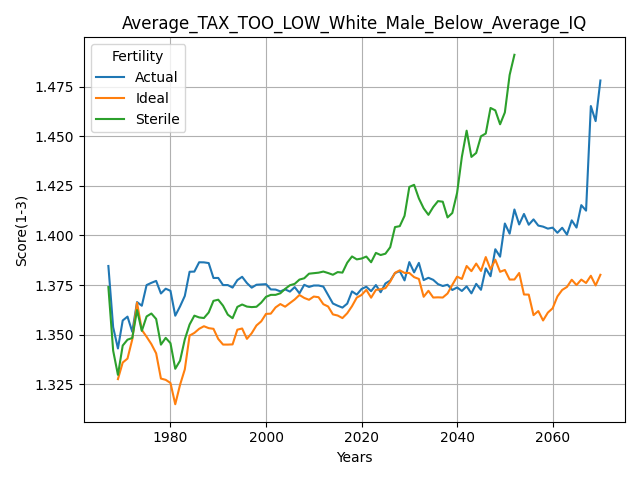 Average_TAX_TOO_LOW_White_Male_Below_Average_IQ
Fertility
Actual
Ideal
Sterile
Score(1-3)
1.475
1.450
1.425
1.400
1.375
1.350
1.325
1980
2000
2020
2040
2060
Years